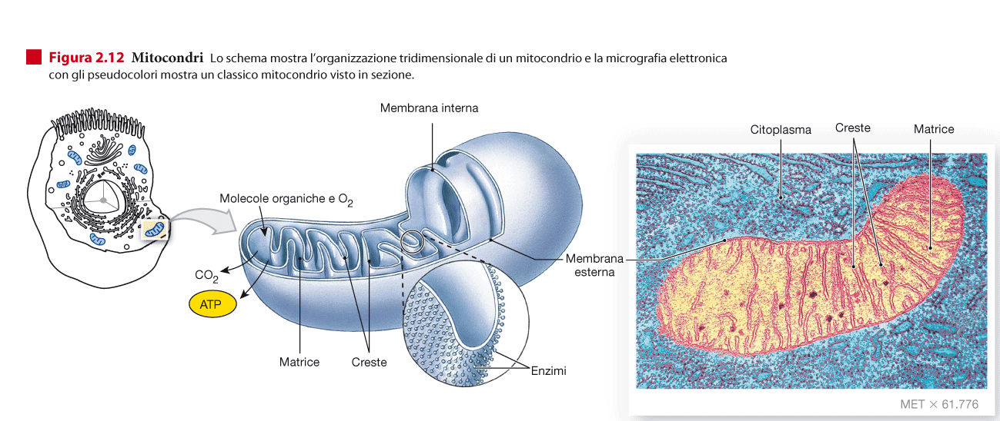 Figura 2.12 Mitocondri Lo schema mostra l'organizzazione tridimensionale di un mitocondrio e la micrografia elettronica
con gli pseudocolori mostra un classico mitocondrio visto in sezione.
Membrana interna
Citoplasma
Creste
Matrice
Molecole organiche e O₂
Membrana
esterna
CO₂
ATP
Matrice
Creste
Enzimi
MET × 61.776